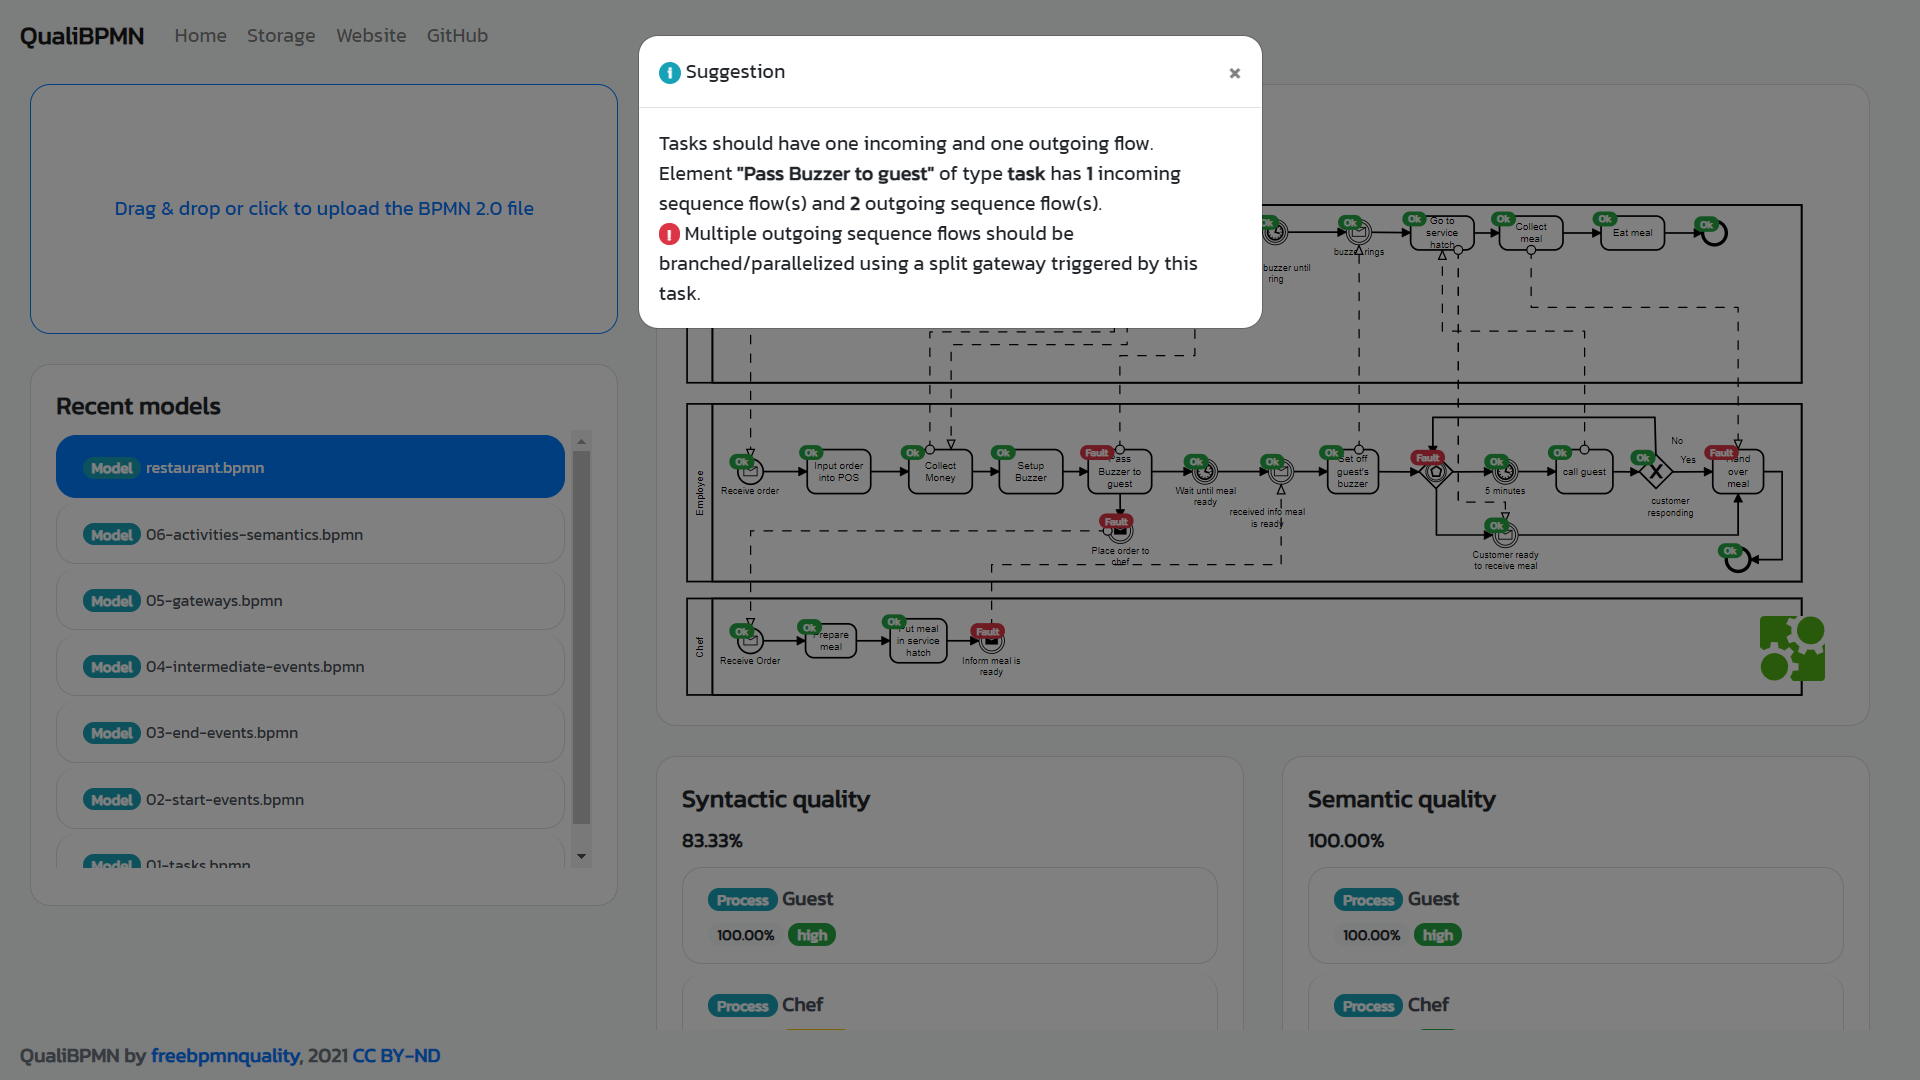 QualiBPMN Home Storage Website GitHub
Suggestion
×
Tasks should have one incoming and one outgoing flow.
Element "Pass Buzzer to guest" of type task has 1 incoming
sequence flow(s) and 2 outgoing sequence flow(s).
! Multiple outgoing sequence flows should be
branched/parallelized using a split gateway triggered by this
task.
Drag & drop or click to upload the BPMN 2.0 file
Recent models
Model restaurant.bpmn
Model 06-activities-semantics.bpmn
Model 05-gateways.bpmn
Model 04-intermediate-events.bpmn
Model 03-end-events.bpmn
Model 02-start-events.bpmn
Model 01-tasks.bpmn
Ok
buzzer until
ring
Ok
buzzer rings
Ok
Go to
service
hatch
Ok
Collect
meal
Ok
Eat meal
Ok
Employee
Ok
Receive order
Ok
Input order
into POS
Ok
Collect
Money
Ok
Setup
Buzzer
Fault
Pass
Buzzer to
guest
Fault
Place order to
chef
Ok
Wait until meal
ready
Ok
received info meal
is ready
Ok
Set off
guest's
buzzer
Fault
Ok
5 minutes
Ok
Customer ready
to receive meal
Ok
call guest
Ok
X
customer
responding
No
Yes
Fault
Hand
over
meal
Ok
Chef
Ok
Receive Order
Ok
Prepare
meal
Ok
Put meal
in service
hatch
Fault
Inform meal is
ready
Syntactic quality
83.33%
Process Guest
100.00% high
Process Chef
Semantic quality
100.00%
Process Guest
100.00% high
Process Chef
QualiBPMN by freebpmnquality, 2021 CC BY-ND